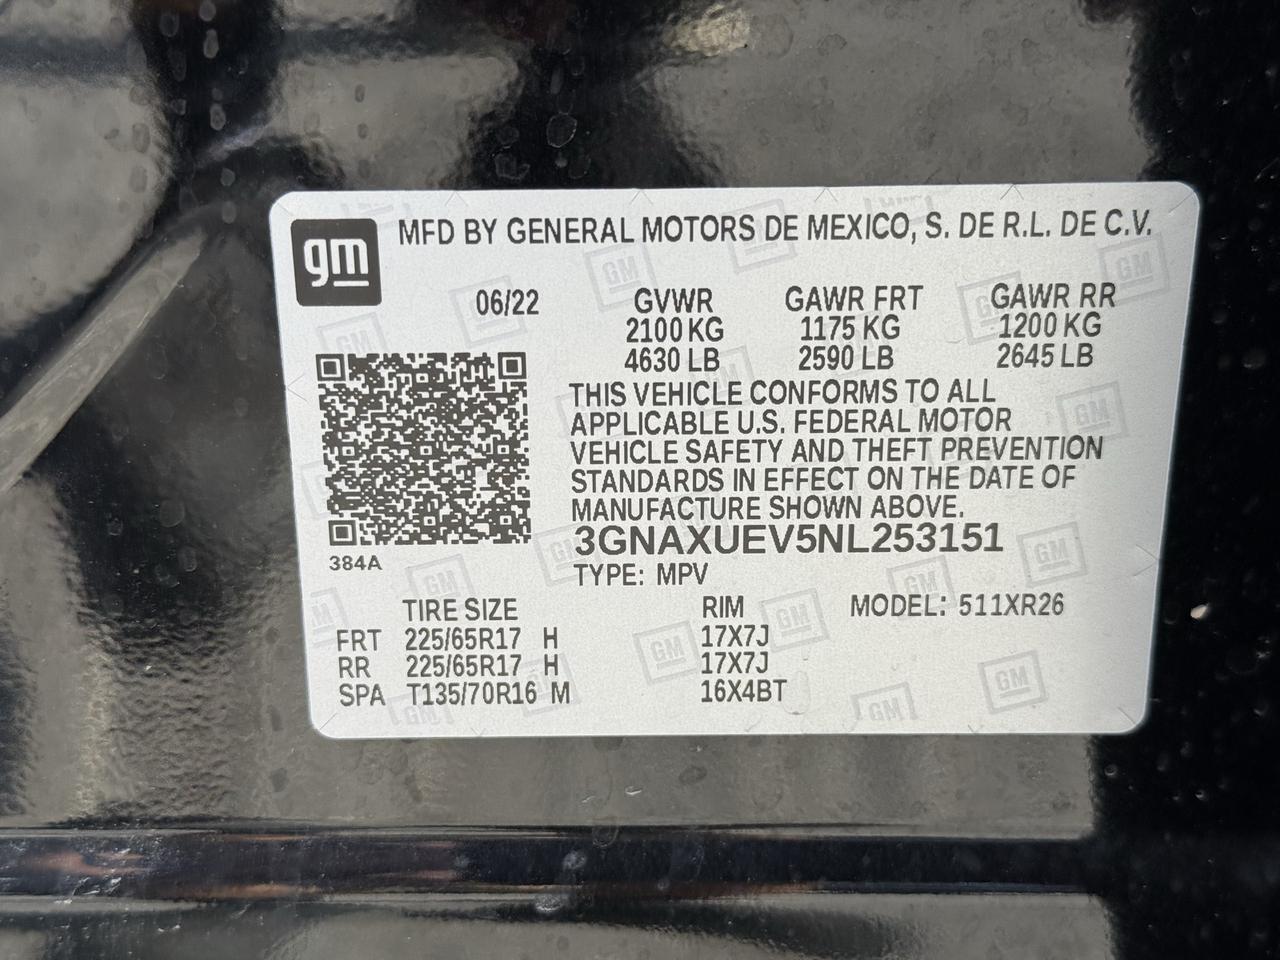 gm MFD BY GENERAL MOTORS DE MEXICO, S. DE R.L. DE C.V.
06/22 GVWR GAWR FRT GAWR RR
2100 KG 1175 KG 1200 KG
4630 LB 2590 LB 2645 LB
THIS VEHICLE CONFORMS TO ALL
APPLICABLE U.S. FEDERAL MOTOR
VEHICLE SAFETY AND THEFT PREVENTION
STANDARDS IN EFFECT ON THE DATE OF
MANUFACTURE SHOWN ABOVE.
3GNAXUEV5NL253151
384A TYPE: MPV
TIRE SIZE RIM MODEL: 511XR26
FRT 225/65R17 H 17X7J
RR 225/65R17 H 17X7J
SPA T135/70R16 M 16X4BT